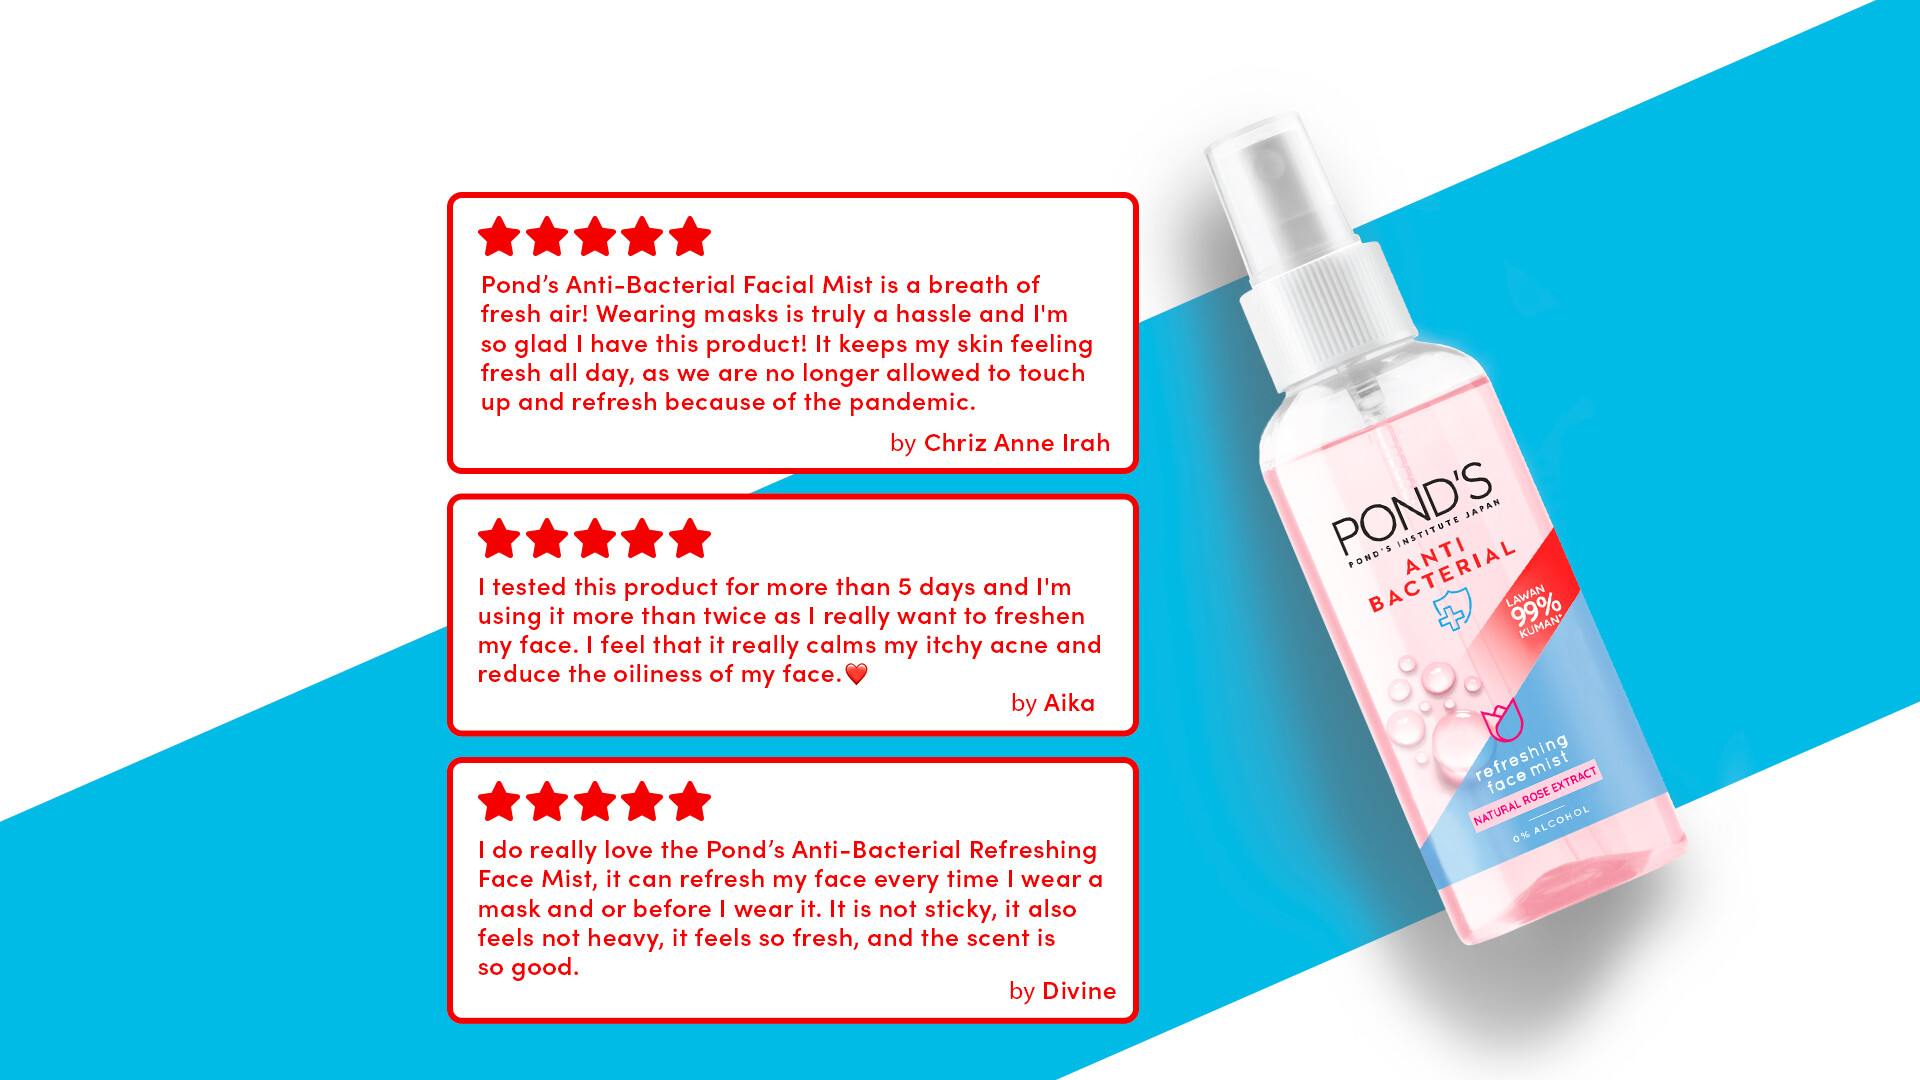 Pond’s Anti-Bacterial Facial Mist is a breath of
fresh air! Wearing masks is truly a hassle and I'm
so glad I have this product! It keeps my skin feeling
fresh all day, as we are no longer allowed to touch
up and refresh because of the pandemic.
by Chriz Anne Irah
I tested this product for more than 5 days and I'm
using it more than twice as I really want to freshen
my face. I feel that it really calms my itchy acne and
reduce the oiliness of my face.❤️
by Aika
I do really love the Pond’s Anti-Bacterial Refreshing
Face Mist, it can refresh my face every time I wear a
mask and or before I wear it. It is not sticky, it also
feels not heavy, it feels so fresh, and the scent is
so good.
by Divine
POND'S
POND'S INSTITUTE JAPAN
ANTI
BACTERIAL
LAWAN
99%
KUMAN*
refreshing
face mist
NATURAL ROSE EXTRACT
0% ALCOHOL